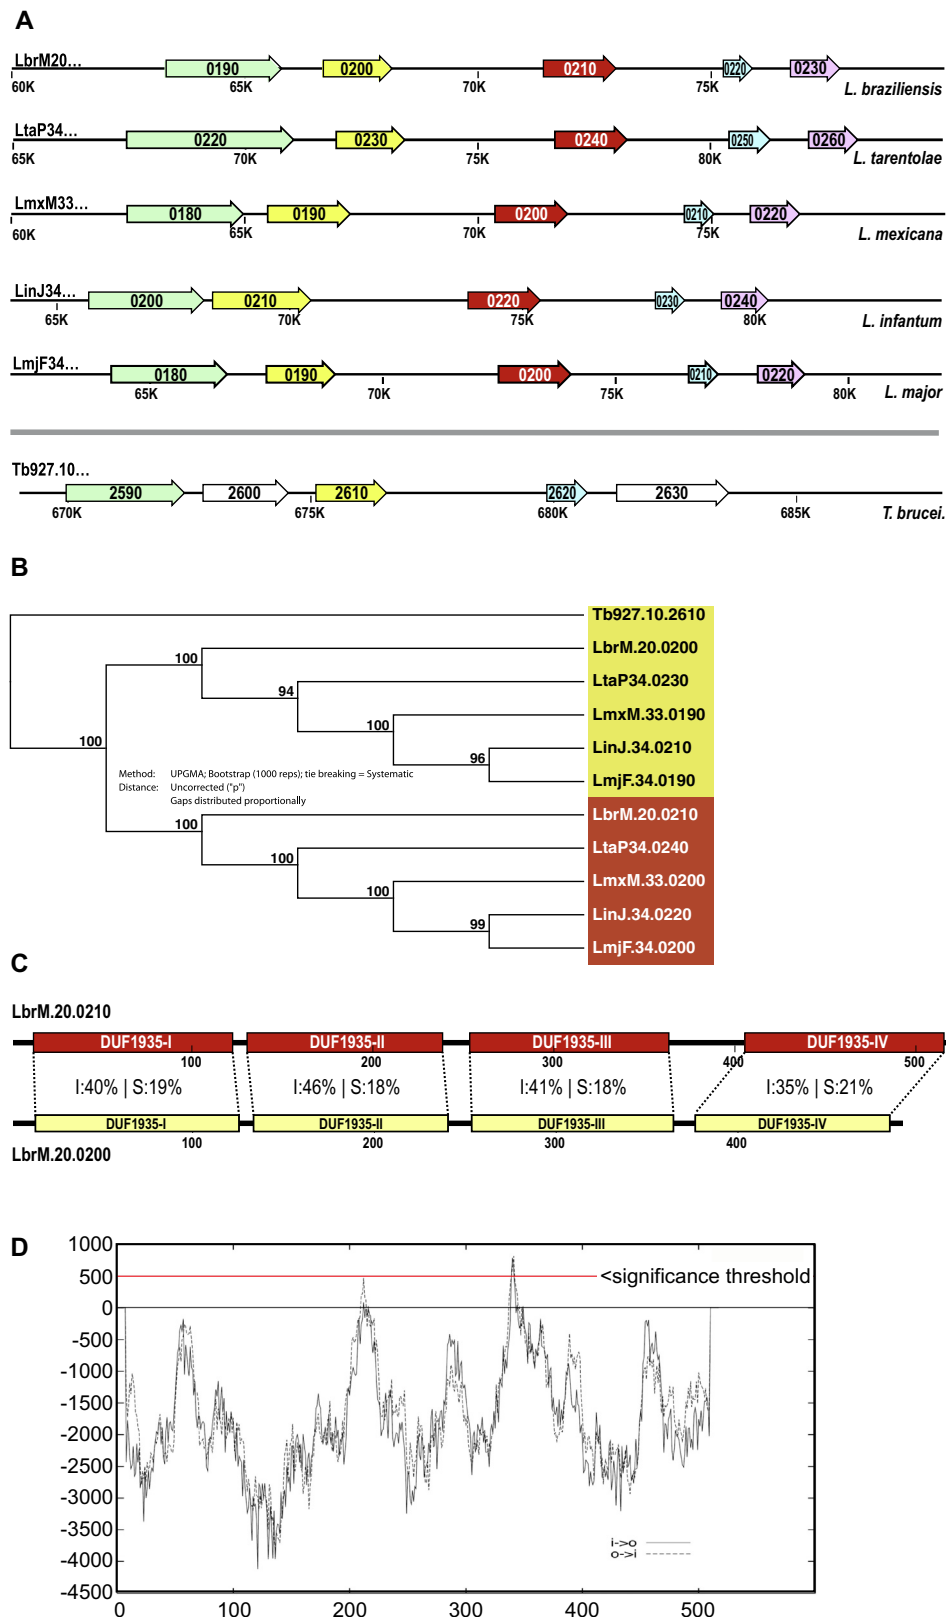 A
LbrM20...
0190
0200
0210
0220
0230
60K
65K
70K
75K
L. braziliensis
LtaP34...
0220
0230
0240
0250
0260
65K
70K
75K
80K
L. tarentolae
LmxM33...
0180
0190
0200
0210
0220
60K
65K
70K
75K
L. mexicana
LinJ34...
0200
0210
0220
0230
0240
65K
70K
75K
80K
L. infantum
LmjF34...
0180
0190
0200
0210
0220
65K
70K
75K
80K
L. major
Tb927.10...
2590
2600
2610
2620
2630
670K
675K
680K
685K
T. brucei.
B
Tb927.10.2610
LbrM.20.0200
LtaP34.0230
LmxM.33.0190
LinJ.34.0210
LmjF.34.0190
LbrM.20.0210
LtaP34.0240
LmxM.33.0200
LinJ.34.0220
LmjF.34.0200
100
94
100
96
100
100
100
100
99
Method: UPGMA; Bootstrap (1000 reps); tie breaking = Systematic
Distance: Uncorrected ("p")
Gaps distributed proportionally
C
LbrM.20.0210
DUF1935-I
DUF1935-II
DUF1935-III
DUF1935-IV
100
200
300
400
500
I:40% | S:19%
I:46% | S:18%
I:41% | S:18%
I:35% | S:21%
DUF1935-I
DUF1935-II
DUF1935-III
DUF1935-IV
100
200
300
400
LbrM.20.0200
D
1000
500
0
-500
-1000
-1500
-2000
-2500
-3000
-3500
-4000
-4500
<significance threshold
i->o
o->i
0
100
200
300
400
500